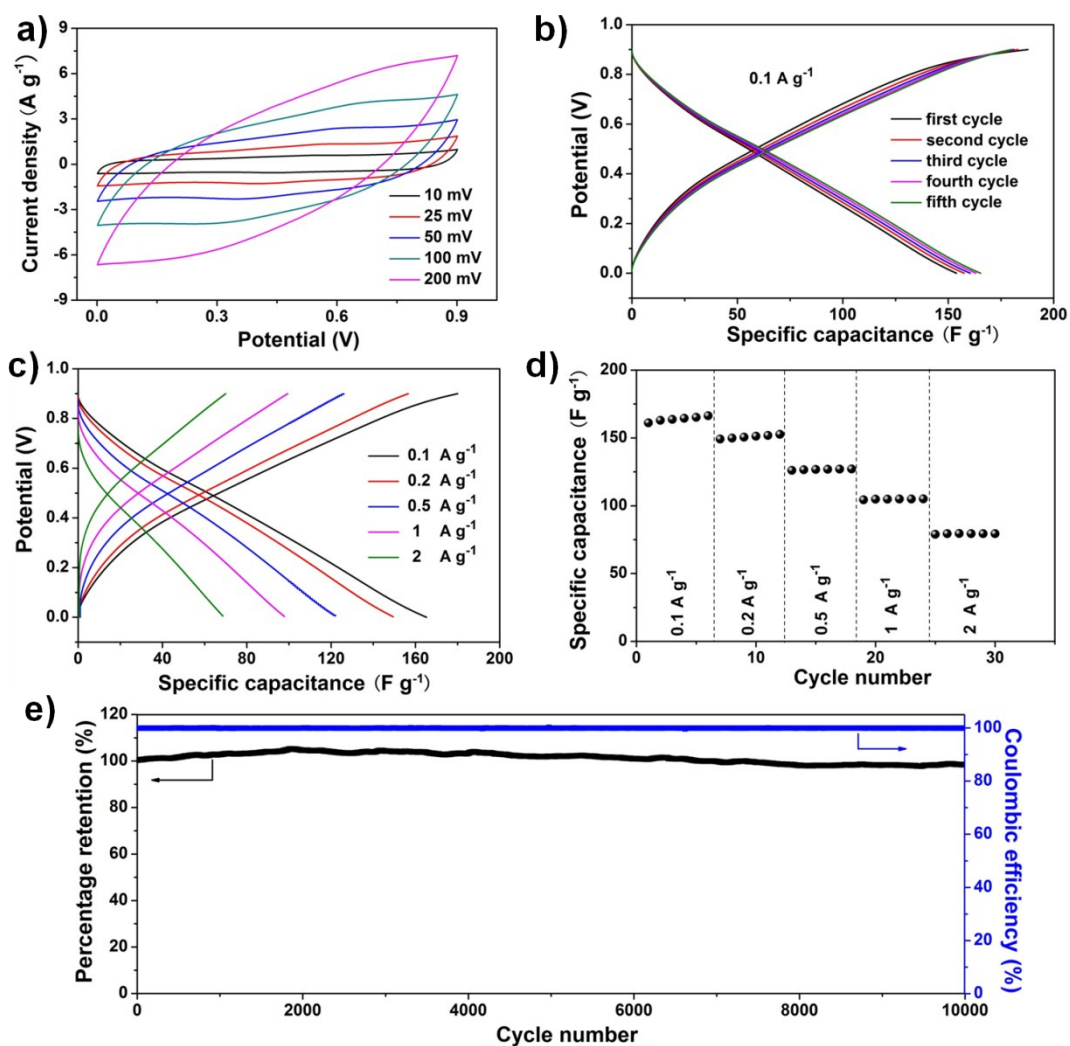 a)
9
6
3
0
-3
-6
-9
Current density (A g-1)
10 mV
25 mV
50 mV
100 mV
200 mV
0.0 0.3 0.6 0.9
Potential (V)
b)
1.0
0.8
0.6
0.4
0.2
0.0
Potential (V)
0.1 A g-1
first cycle
second cycle
third cycle
fourth cycle
fifth cycle
0 50 100 150 200
Specific capacitance (F g-1)
c)
1.0
0.8
0.6
0.4
0.2
0.0
Potential (V)
0.1 A g-1
0.2 A g-1
0.5 A g-1
1 A g-1
2 A g-1
0 40 80 120 160 200
Specific capacitance (F g-1)
d)
200
150
100
50
0
Specific capacitance (F g-1)
0.1 A g-1
0.2 A g-1
0.5 A g-1
1 A g-1
2 A g-1
0 10 20 30
Cycle number
e)
120
100
80
60
40
20
0
Percentage retention (%)
100
80
60
40
20
0
Coulombic efficiency (%)
0 2000 4000 6000 8000 10000
Cycle number